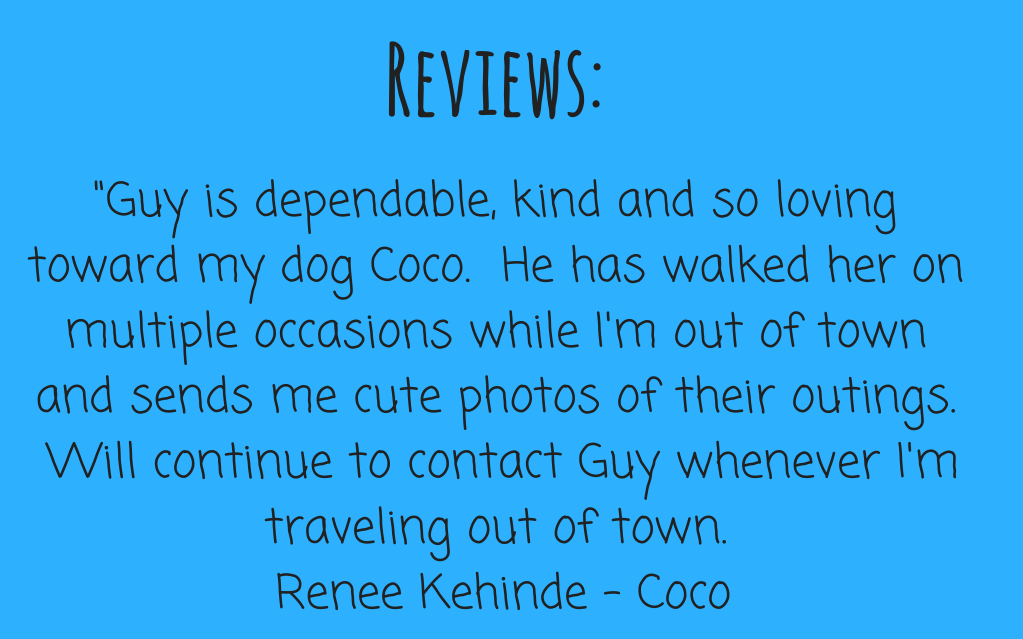 Reviews:
"Guy is dependable, kind and so loving
toward my dog Coco.  He has walked her on
multiple occasions while I'm out of town
and sends me cute photos of their outings.
Will continue to contact Guy whenever I'm
traveling out of town.
Renee Kehinde - Coco